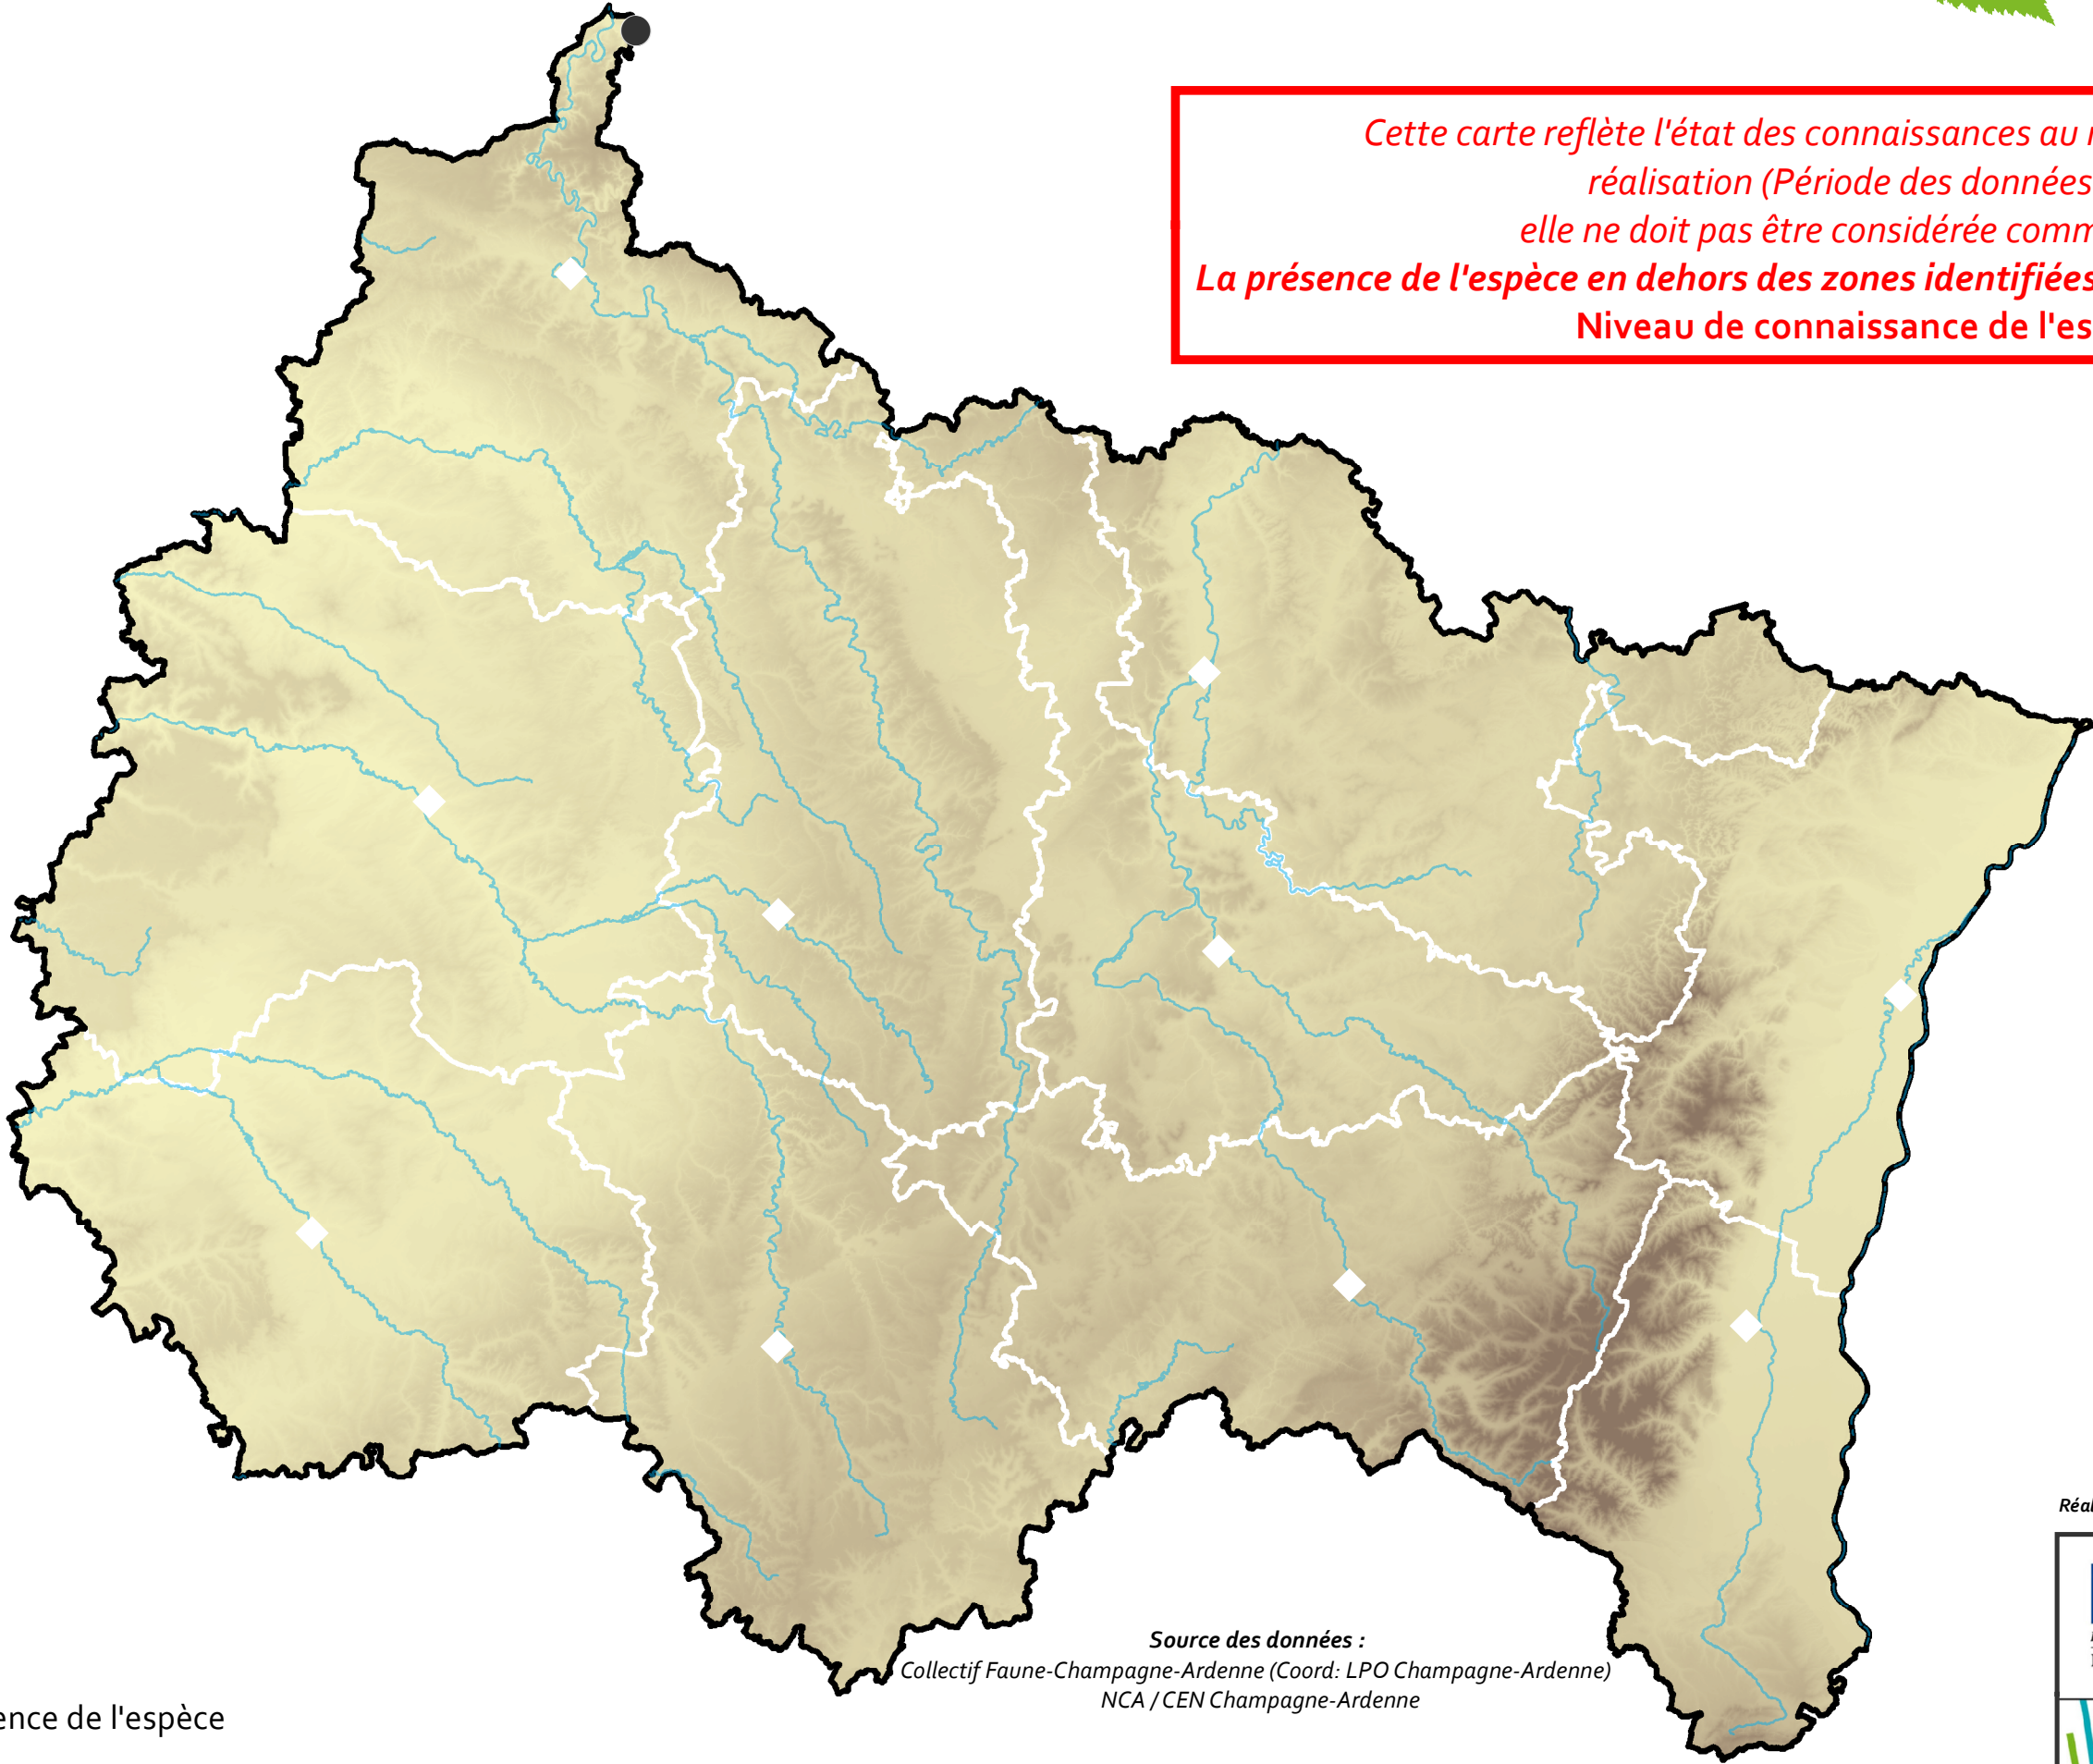 Cette carte reflète l'état des connaissances au
réalisation (Période des données
elle ne doit pas être considérée comm
La présence de l'espèce en dehors des zones identifiées
Niveau de connaissance de l'es
Réal
Source des données :
Collectif Faune-Champagne-Ardenne (Coord: LPO Champagne-Ardenne)
NCA / CEN Champagne-Ardenne
ence de l'espèce